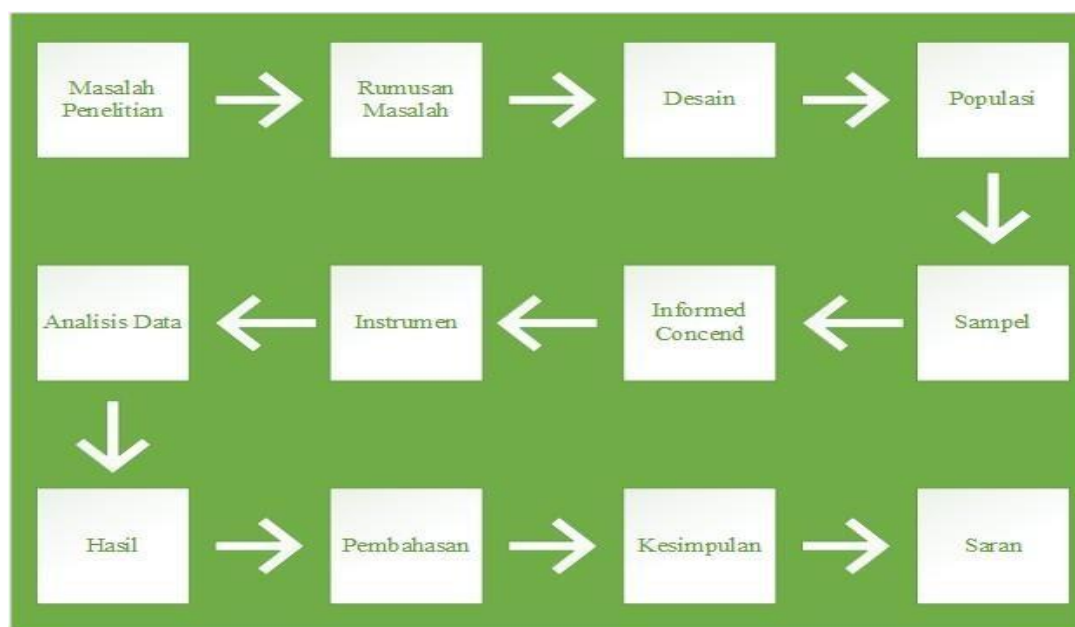 Masalah
Penelitian
Rumusan
Masalah
Desain
Populasi
Sampel
Informed
Concend
Instrumen
Analisis Data
Hasil
Pembahasan
Kesimpulan
Saran